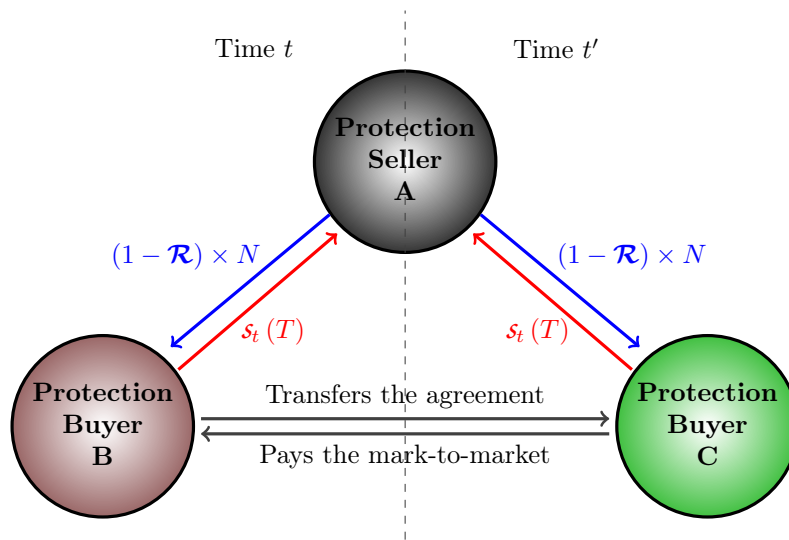 Time t
Time t′
Protection
Seller
A
(1 − 𝓡) × N
(1 − 𝓡) × N
𝓢ₜ (T)
𝓢ₜ (T)
Protection
Buyer
B
Transfers the agreement
Pays the mark-to-market
Protection
Buyer
C